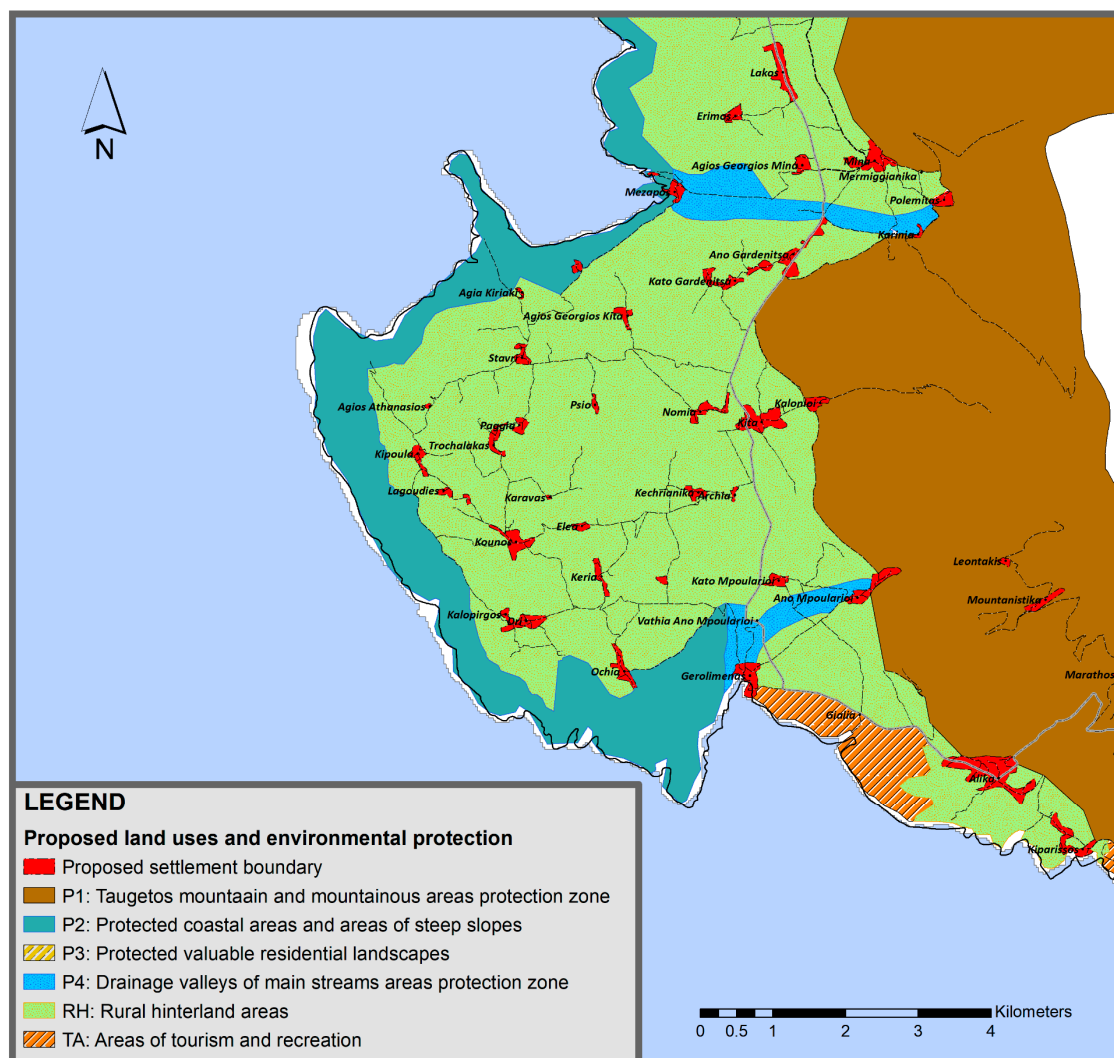 Lakos
Erimos
Agios Georgios Mina
Mina
Mermiggianika
Mezapos
Polemitas
Karinia
Ano Gardenitsa
Kato Gardenitsa
Agia Kiriaki
Agios Georgios Kita
Stavri
Agios Athanasios
Psio
Nomia
Kalonioi
Kita
Paggia
Trochalakas
Kipoula
Lagoudies
Karavas
Kechrianika
Archia
Elea
Kounos
Leontakis
Keria
Kato Mpoularioi
Ano Mpoularioi
Mountanistika
Kalopirgos
Dri
Vathia Ano Mpoularioi
Ochia
Gerolimenas
Marathos
Gialia
Alika
Kiparissos
N
LEGEND
Proposed land uses and environmental protection
Proposed settlement boundary
P1: Taugetos mountaain and mountainous areas protection zone
P2: Protected coastal areas and areas of steep slopes
P3: Protected valuable residential landscapes
P4: Drainage valleys of main streams areas protection zone
RH: Rural hinterland areas
TA: Areas of tourism and recreation
Kilometers
0 0.5 1 2 3 4